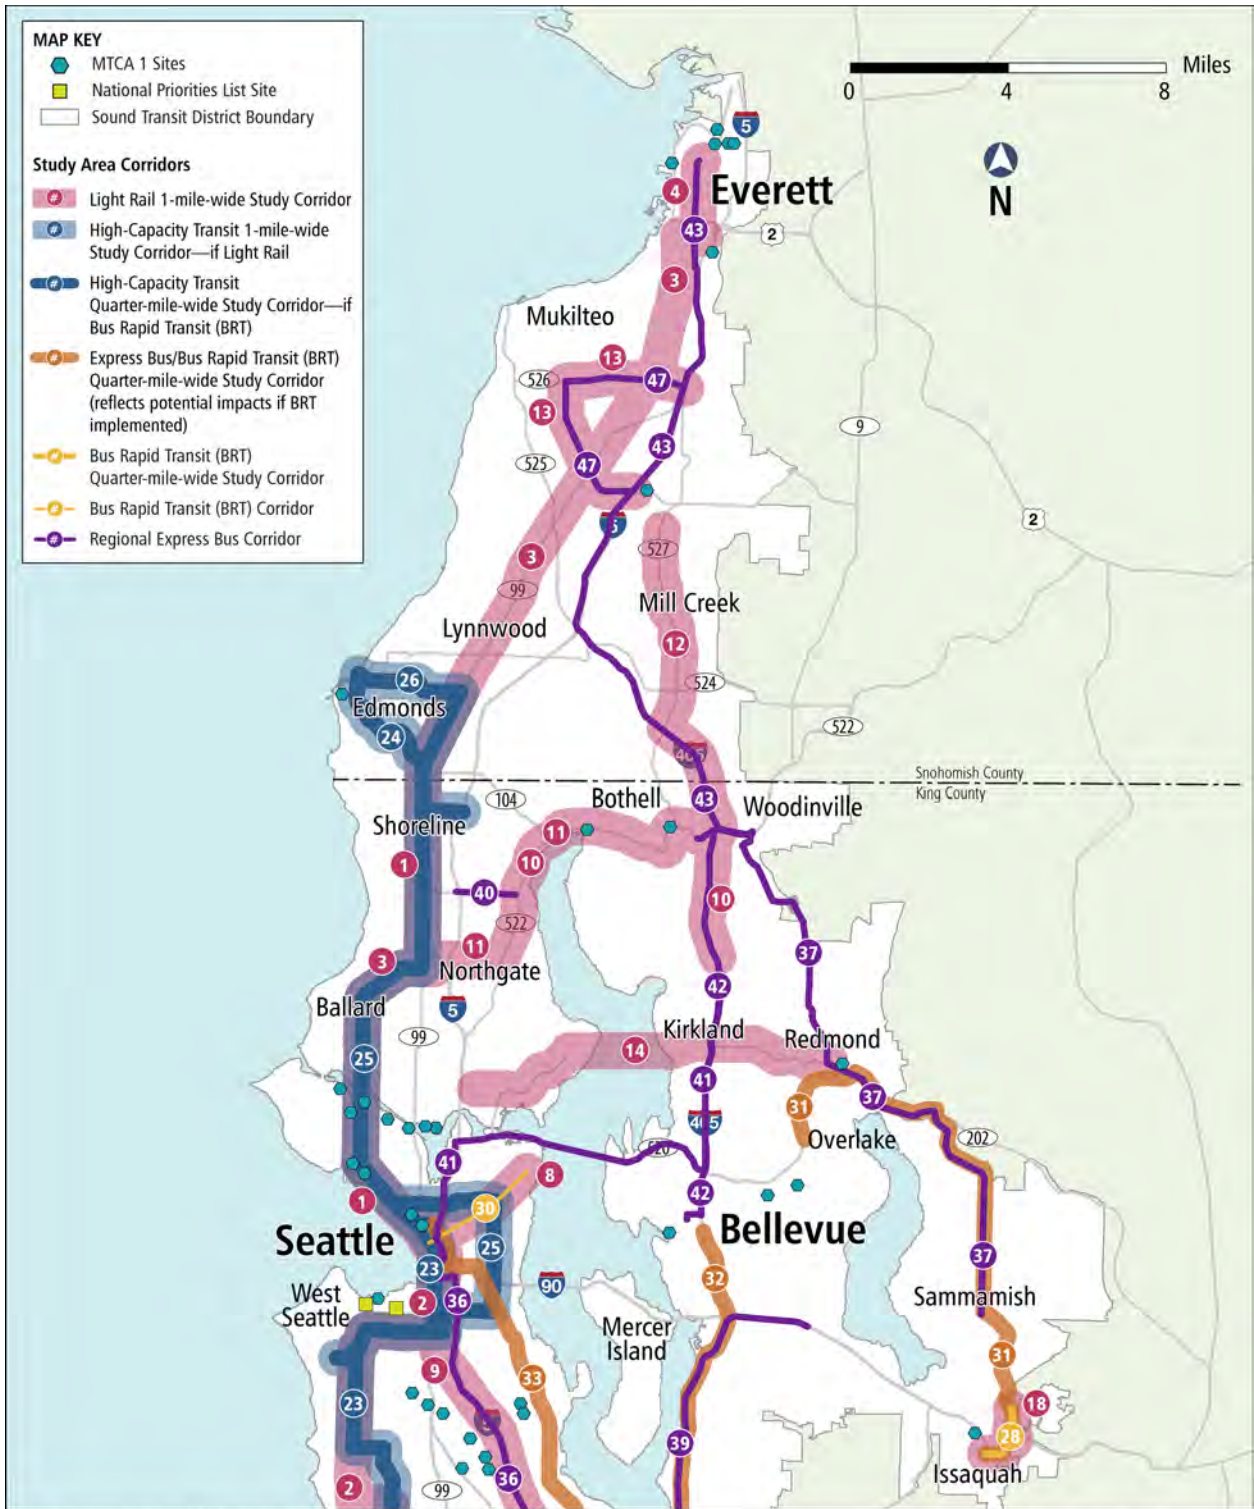 MAP KEY
MTCA 1 Sites
National Priorities List Site
Sound Transit District Boundary
Study Area Corridors
# Light Rail 1-mile-wide Study Corridor
# High-Capacity Transit 1-mile-wide
Study Corridor—if Light Rail
# High-Capacity Transit
Quarter-mile-wide Study Corridor—if
Bus Rapid Transit (BRT)
# Express Bus/Bus Rapid Transit (BRT)
Quarter-mile-wide Study Corridor
(reflects potential impacts if BRT
implemented)
# Bus Rapid Transit (BRT)
Quarter-mile-wide Study Corridor
# Bus Rapid Transit (BRT) Corridor
# Regional Express Bus Corridor
Miles
0 4 8
N
5
4
Everett
43
2
3
Mukilteo
13
526
47
13
43
9
525
47
5
2
527
3
99
Mill Creek
Lynnwood
12
524
26
Edmonds
24
522
405
Snohomish County
King County
104
Bothell
43
Woodinville
Shoreline
11
1
10
40
10
522
11
37
3
Northgate
42
Ballard
5
99
Kirkland
Redmond
14
25
41
37
31
405
Overlake
202
520
41
8
42
1
30
Seattle
Bellevue
25
37
23
32
90
West
Seattle
2
36
Sammamish
Mercer
Island
9
31
33
23
18
5
28
39
Issaquah
36
2
99